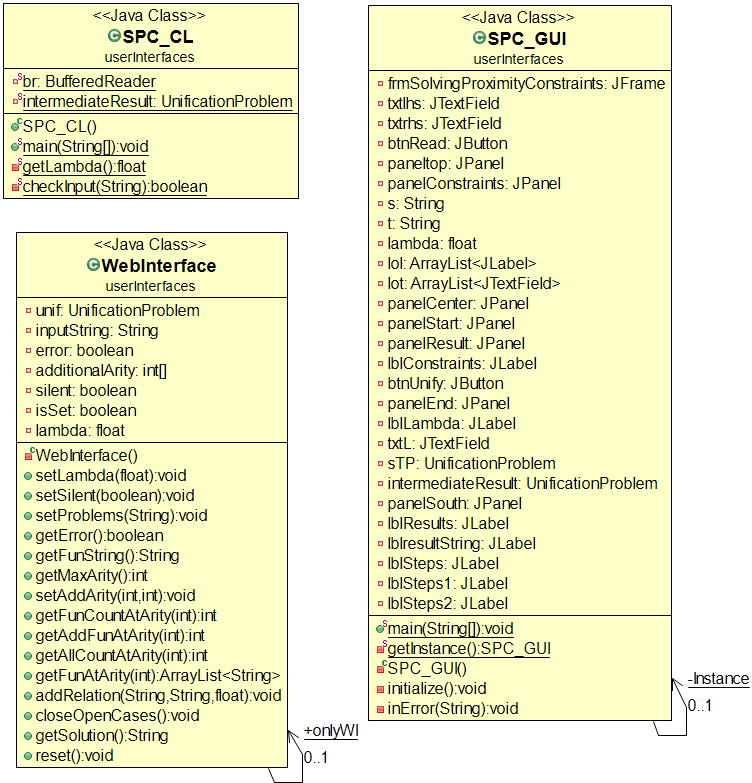 <<Java Class>>
SPC_CL
userInterfaces
br: BufferedReader
intermediateResult: UnificationProblem
SPC_CL()
main(String[]):void
getLambda():float
checkInput(String):boolean
<<Java Class>>
WebInterface
userInterfaces
unif: UnificationProblem
inputString: String
error: boolean
additionalArity: int[]
silent: boolean
isSet: boolean
lambda: float
WebInterface()
setLambda(float):void
setSilent(boolean):void
setProblems(String):void
getError():boolean
getFunString():String
getMaxArity():int
setAddArity(int,int):void
getFunCountAtArity(int):int
getAddFunAtArity(int):int
getAllCountAtArity(int):int
getFunAtArity(int):ArrayList<String>
addRelation(String,String,float):void
closeOpenCases():void
getSolution():String
reset():void
+onlyWI
0..1
<<Java Class>>
SPC_GUI
userInterfaces
frmSolvingProximityConstraints: JFrame
txtlhs: JTextField
txtrhs: JTextField
btnRead: JButton
paneltop: JPanel
panelConstraints: JPanel
s: String
t: String
lambda: float
lol: ArrayList<JLabel>
lot: ArrayList<JTextField>
panelCenter: JPanel
panelStart: JPanel
panelResult: JPanel
lblConstraints: JLabel
btnUnify: JButton
panelEnd: JPanel
lblLambda: JLabel
txtL: JTextField
sTP: UnificationProblem
intermediateResult: UnificationProblem
panelSouth: JPanel
lblResults: JLabel
lblresultString: JLabel
lblSteps: JLabel
lblSteps1: JLabel
lblSteps2: JLabel
main(String[]):void
getInstance():SPC_GUI
SPC_GUI()
initialize():void
inError(String):void
-Instance
0..1